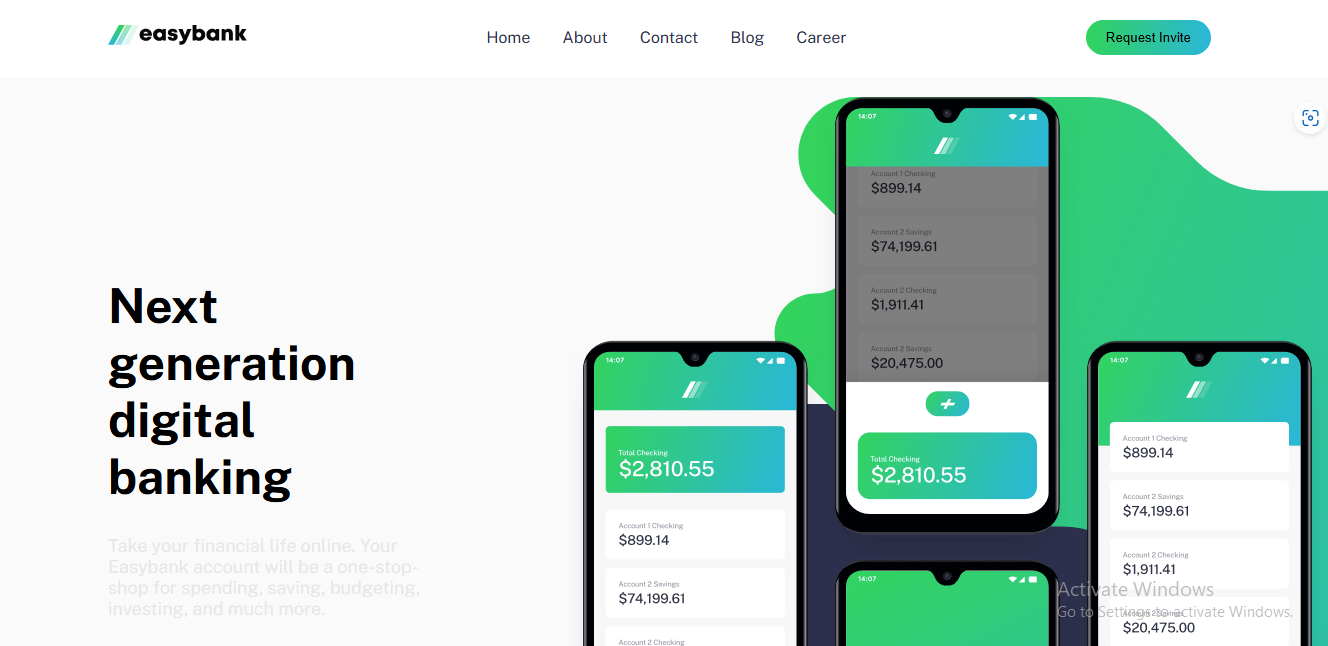 easybank
Home About Contact Blog Career
Request Invite
Next
generation
digital
banking
Take your financial life online. Your
Easybank account will be a one-stop-
shop for spending, saving, budgeting,
investing, and much more.
14:07
Total Checking
$2,810.55
Account 1 Checking
$899.14
Account 2 Savings
$74,199.61
Account 2 Checking
14:07
Account 1 Checking
$899.14
Account 2 Savings
$74,199.61
Account 2 Checking
$1,911.41
Account 2 Savings
$20,475.00
Total Checking
$2,810.55
14:07
14:07
Account 1 Checking
$899.14
Account 2 Savings
$74,199.61
Account 2 Checking
$1,911.41
Account 2 Savings
$20,475.00
Activate Windows
Go to Settings to activate Windows.